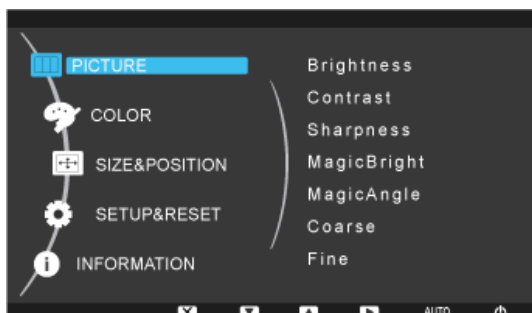 PICTURE
COLOR
SIZE&POSITION
SETUP&RESET
INFORMATION
Brightness
Contrast
Sharpness
MagicBright
MagicAngle
Coarse
Fine
AUTO